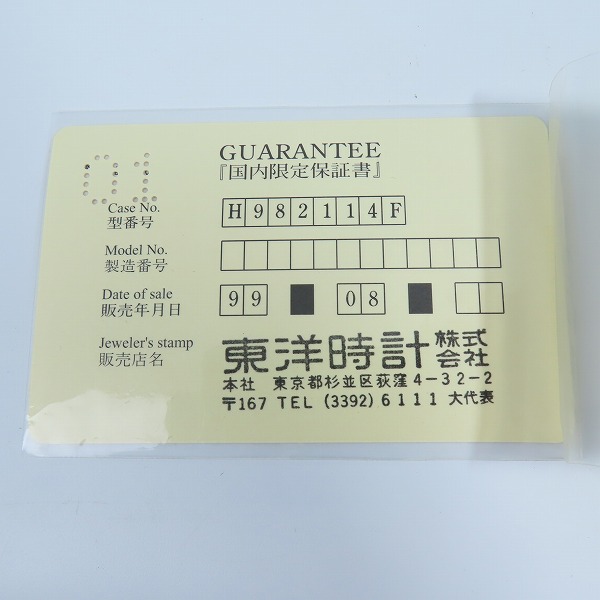 01
GUARANTEE
『国内限定保証書』
Case No. H982114F
型番号
Model No.
製造番号
Date of sale 99 ■ 08 ■
販売年月日
Jeweler's stamp
販売店名
東洋時計株式会社
本社 東京都杉並区荻窪4-32-2
〒167 TEL (3392) 6111 大代表